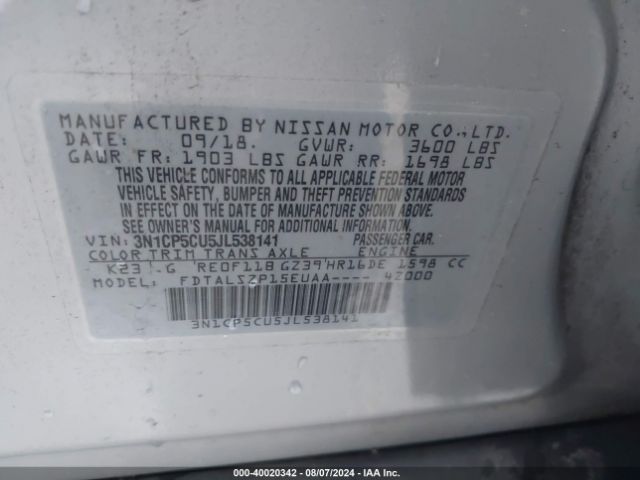 MANUFACTURED BY NISSAN MOTOR CO.,LTD.
DATE: 09/18. GVWR: 3600 LBS
GAWR FR: 1903 LBS GAWR RR: 1698 LBS
THIS VEHICLE CONFORMS TO ALL APPLICABLE FEDERAL MOTOR
VEHICLE SAFETY, BUMPER AND THEFT PREVENTION STANDARDS
IN EFFECT ON THE DATE OF MANUFACTURE SHOWN ABOVE.
SEE OWNER'S MANUAL FOR ADDITIONAL INFORMATION.
VIN: 3N1CP5CU5JL538141 PASSENGER CAR.
COLOR TRIM TRANS AXLE ENGINE
K23 G RE0F11B GZ39 HR16DE 1598 CC
MODEL: FDTALSZP15EUAA---- 42000
3N1CP5CU5JL538141
000-40020342 - 08/07/2024 - IAA Inc.